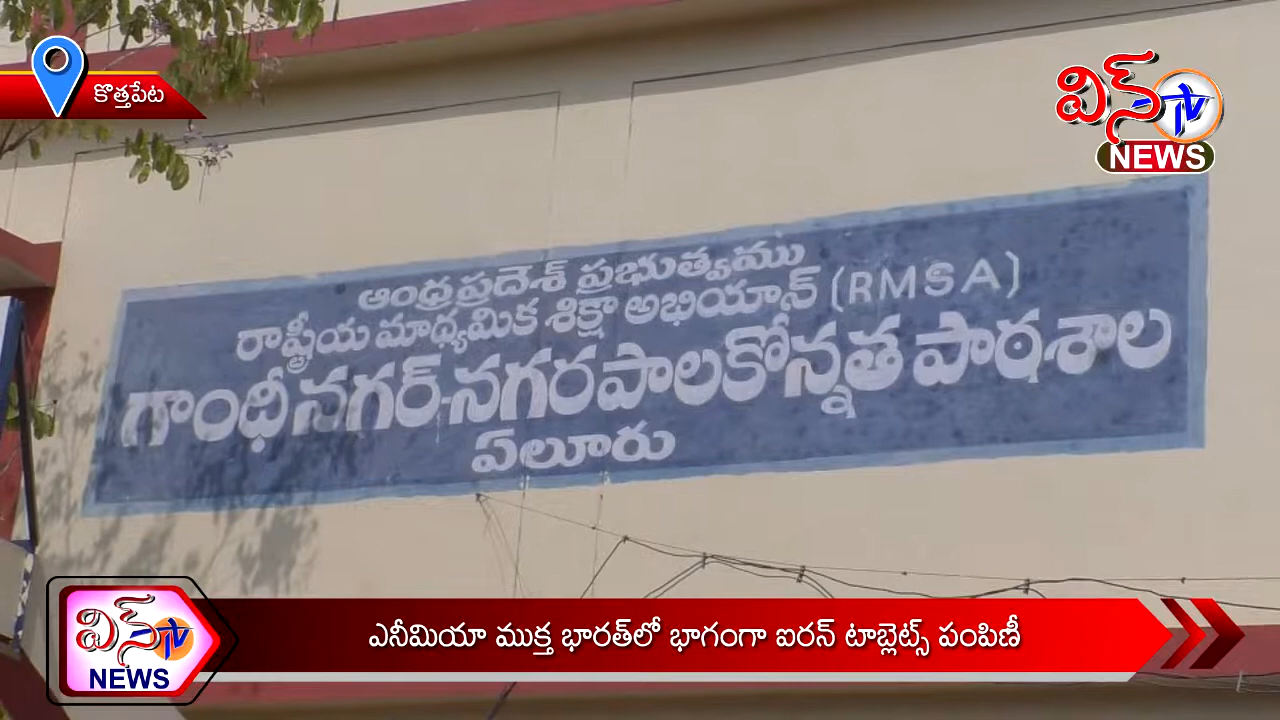 కొత్తపేట
విన్
TV
NEWS
ఆంధ్రప్రదేశ్ ప్రభుత్వము
రాష్ట్రీయ మాధ్యమిక శిక్షా అభియాన్ (RMSA)
గాంధీనగర్-నగరపాలకోన్నత పాఠశాల
ఏలూరు
విన్
TV
NEWS
ఎనీమియా ముక్త భారత్‌లో భాగంగా ఐరన్ టాబ్లెట్స్ పంపిణీ